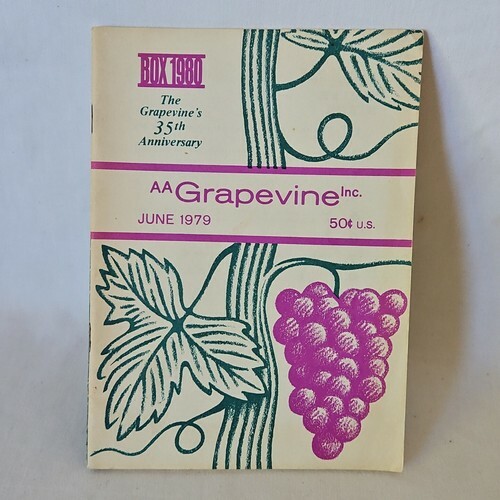 BOX 1980
The
Grapevine's
35th
Anniversary
AA Grapevine Inc.
JUNE 1979 50¢ U.S.